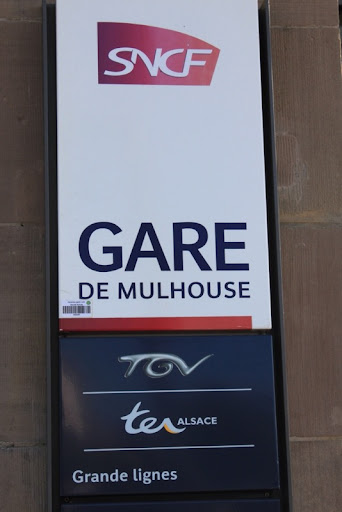 SNCF
GARE
DE MULHOUSE
TGV
ter ALSACE
Grande lignes